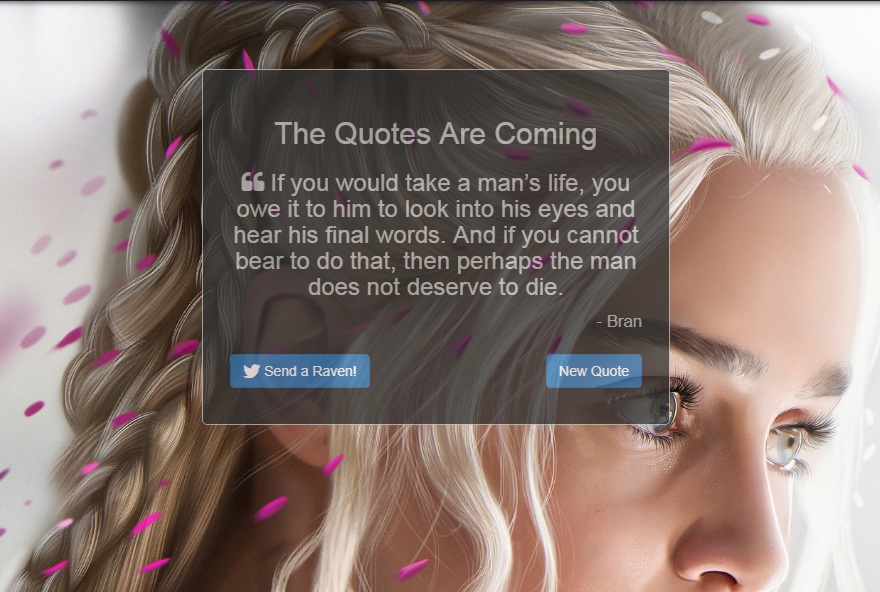 The Quotes Are Coming
If you would take a man’s life, you
owe it to him to look into his eyes and
hear his final words. And if you cannot
bear to do that, then perhaps the man
does not deserve to die.
- Bran
Send a Raven! New Quote